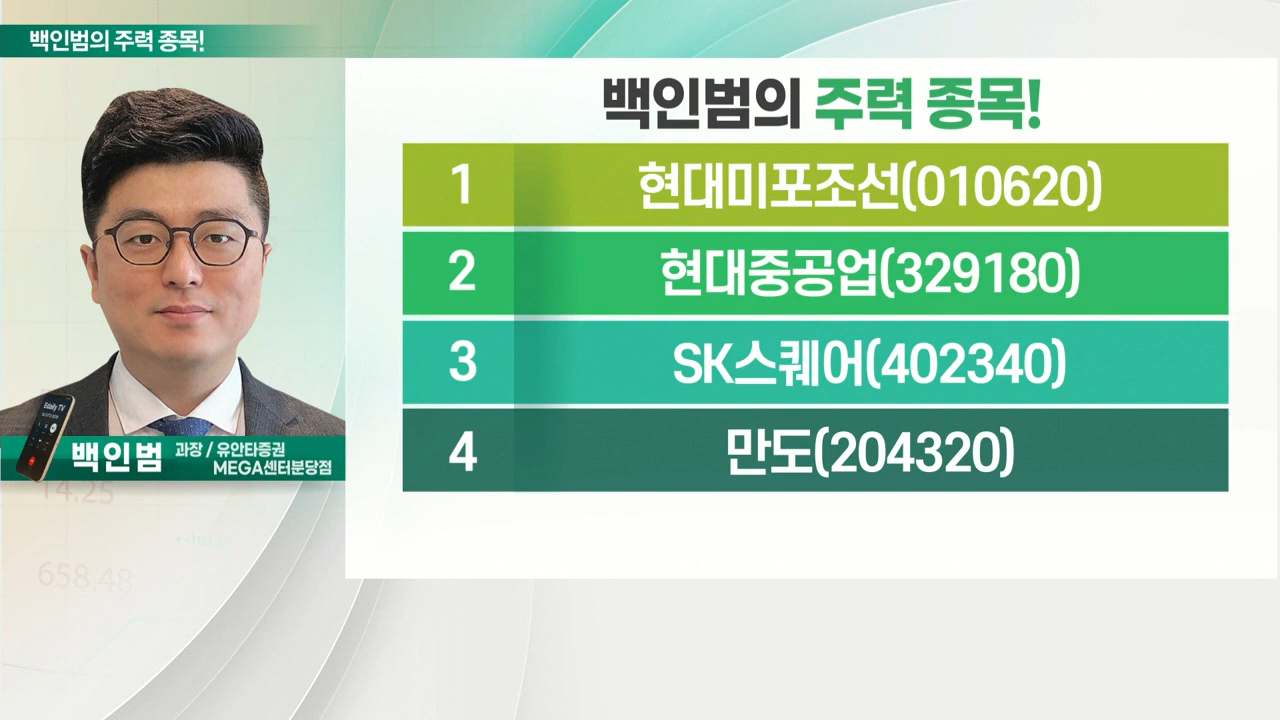 백인범의 주력 종목!
백인범의 주력 종목!
1 현대미포조선(010620)
2 현대중공업(329180)
3 SK스퀘어(402340)
4 만도(204320)
Edaily TV
백인범 과장 / 유안타증권
MEGA센터분당점
14.25
658.48